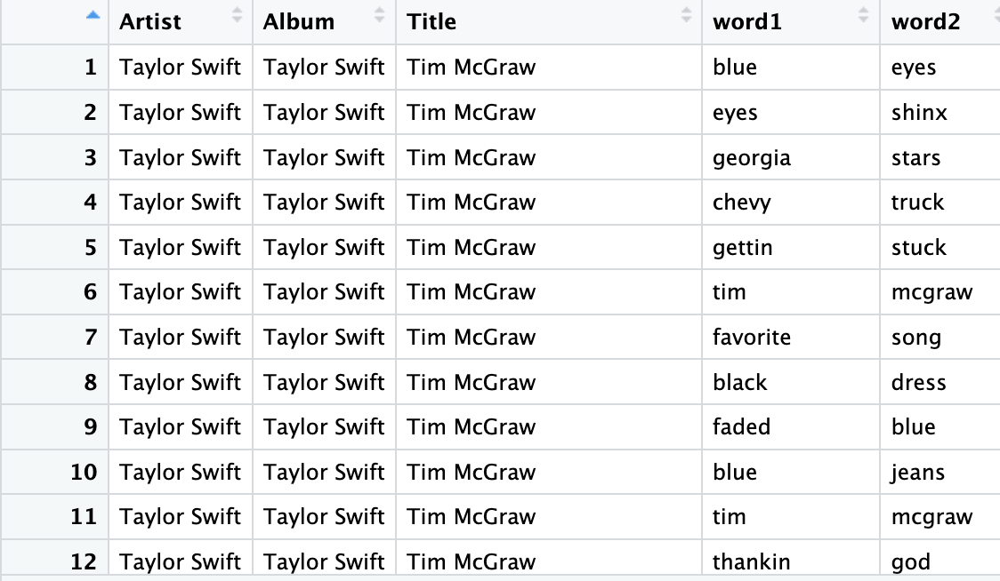 Artist Album Title word1 word2
1 Taylor Swift Taylor Swift Tim McGraw blue eyes
2 Taylor Swift Taylor Swift Tim McGraw eyes shinx
3 Taylor Swift Taylor Swift Tim McGraw georgia stars
4 Taylor Swift Taylor Swift Tim McGraw chevy truck
5 Taylor Swift Taylor Swift Tim McGraw gettin stuck
6 Taylor Swift Taylor Swift Tim McGraw tim mcgraw
7 Taylor Swift Taylor Swift Tim McGraw favorite song
8 Taylor Swift Taylor Swift Tim McGraw black dress
9 Taylor Swift Taylor Swift Tim McGraw faded blue
10 Taylor Swift Taylor Swift Tim McGraw blue jeans
11 Taylor Swift Taylor Swift Tim McGraw tim mcgraw
12 Taylor Swift Taylor Swift Tim McGraw thankin god